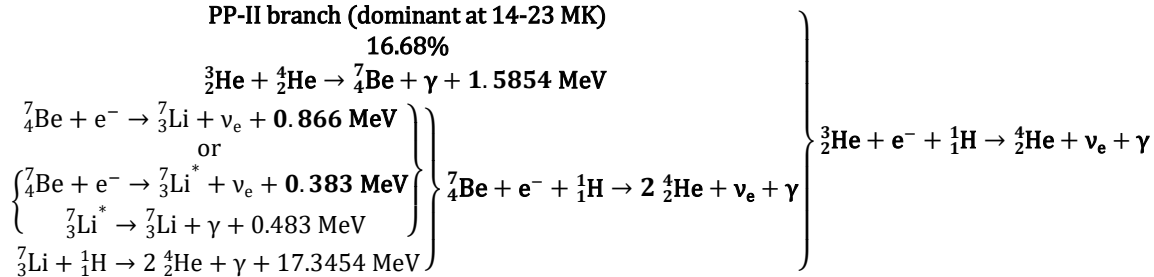 PP-II branch (dominant at 14-23 MK)
16.68%
³₂He + ⁴₂He → ⁷₄Be + γ + 1.5854 MeV
⁷₄Be + e⁻ → ⁷₃Li + νₑ + 0.866 MeV
or
⁷₄Be + e⁻ → ⁷₃Li* + νₑ + 0.383 MeV
⁷₃Li* → ⁷₃Li + γ + 0.483 MeV
⁷₃Li + ¹₁H → 2 ⁴₂He + γ + 17.3454 MeV
⁷₄Be + e⁻ + ¹₁H → 2 ⁴₂He + νₑ + γ
³₂He + e⁻ + ¹₁H → ⁴₂He + νₑ + γ